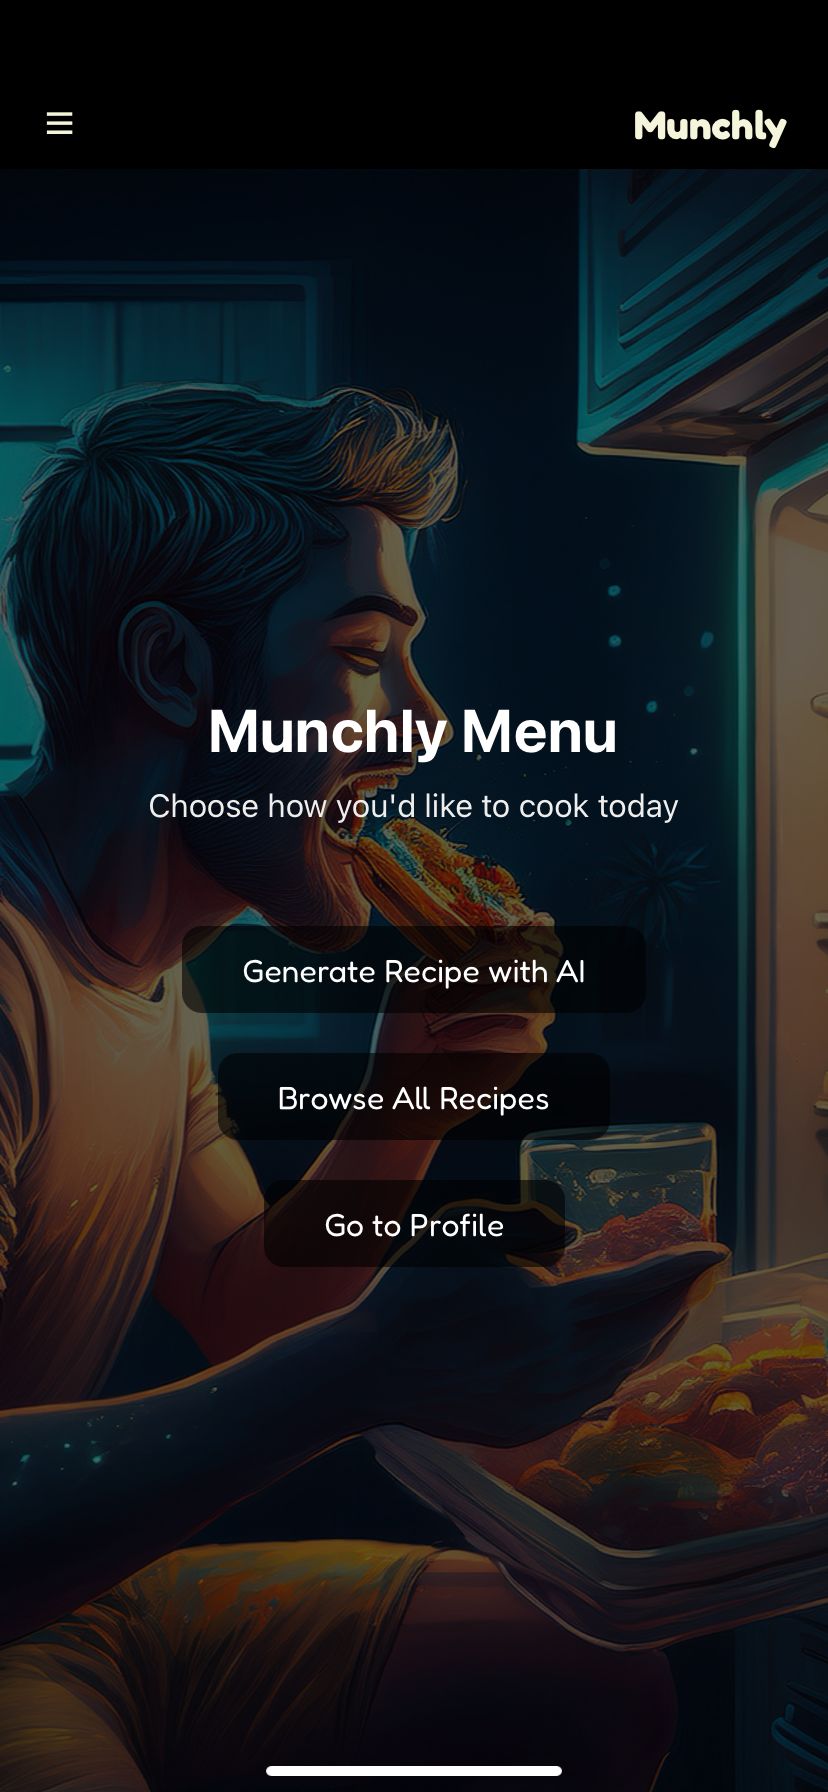 Munchly
Munchly Menu
Choose how you'd like to cook today
Generate Recipe with AI
Browse All Recipes
Go to Profile